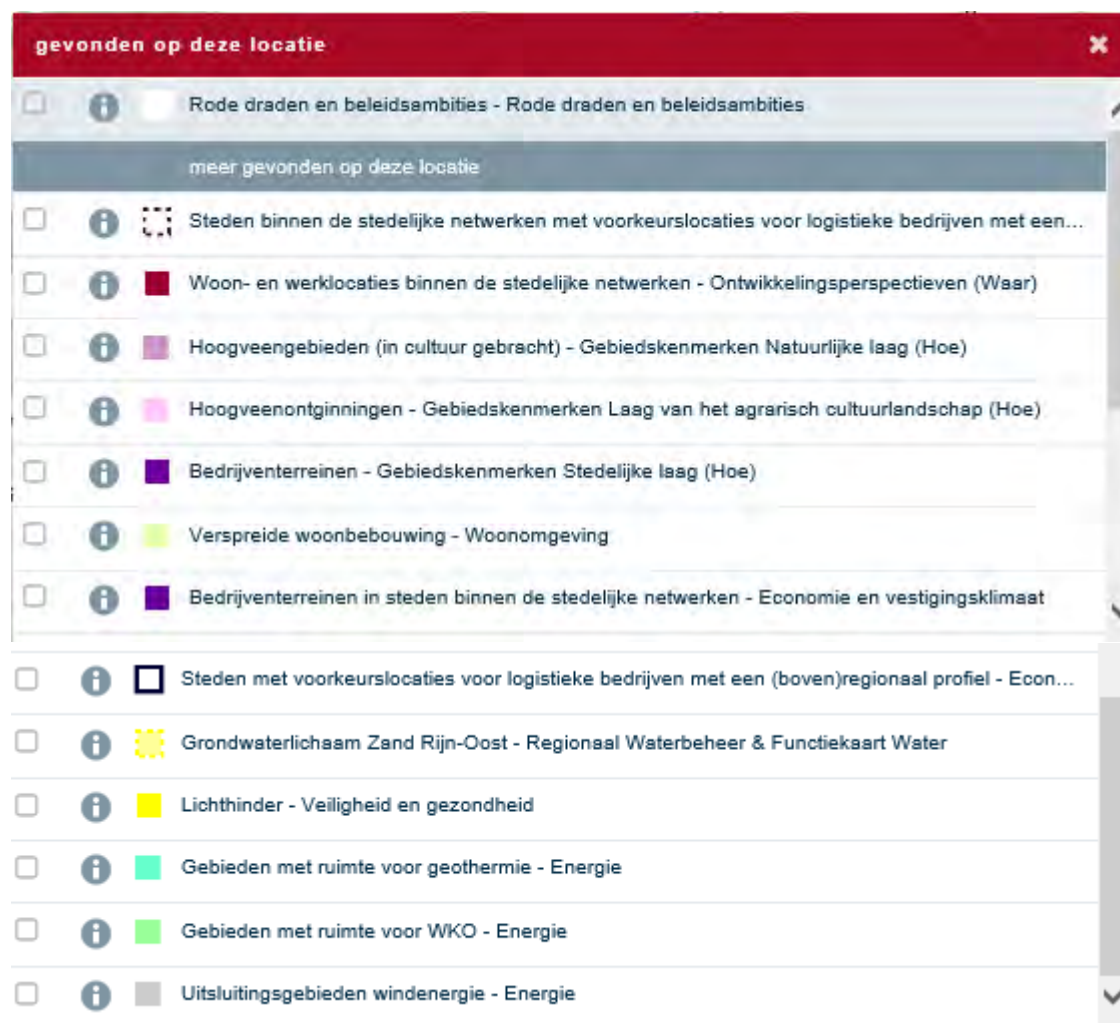 gevonden op deze locatie
Rode draden en beleidsambities - Rode draden en beleidsambities
meer gevonden op deze locatie
Steden binnen de stedelijke netwerken met voorkeurslocaties voor logistieke bedrijven met een...
Woon- en werklocaties binnen de stedelijke netwerken - Ontwikkelingsperspectieven (Waar)
Hoogveengebieden (in cultuur gebracht) - Gebiedskenmerken Natuurlijke laag (Hoe)
Hoogveenontginningen - Gebiedskenmerken Laag van het agrarisch cultuurlandschap (Hoe)
Bedrijventerreinen - Gebiedskenmerken Stedelijke laag (Hoe)
Verspreide woonbebouwing - Woonomgeving
Bedrijventerreinen in steden binnen de stedelijke netwerken - Economie en vestigingsklimaat
Steden met voorkeurslocaties voor logistieke bedrijven met een (boven)regionaal profiel - Econ...
Grondwaterlichaam Zand Rijn-Oost - Regionaal Waterbeheer & Functiekaart Water
Lichthinder - Veiligheid en gezondheid
Gebieden met ruimte voor geothermie - Energie
Gebieden met ruimte voor WKO - Energie
Uitsluitingsgebieden windenergie - Energie